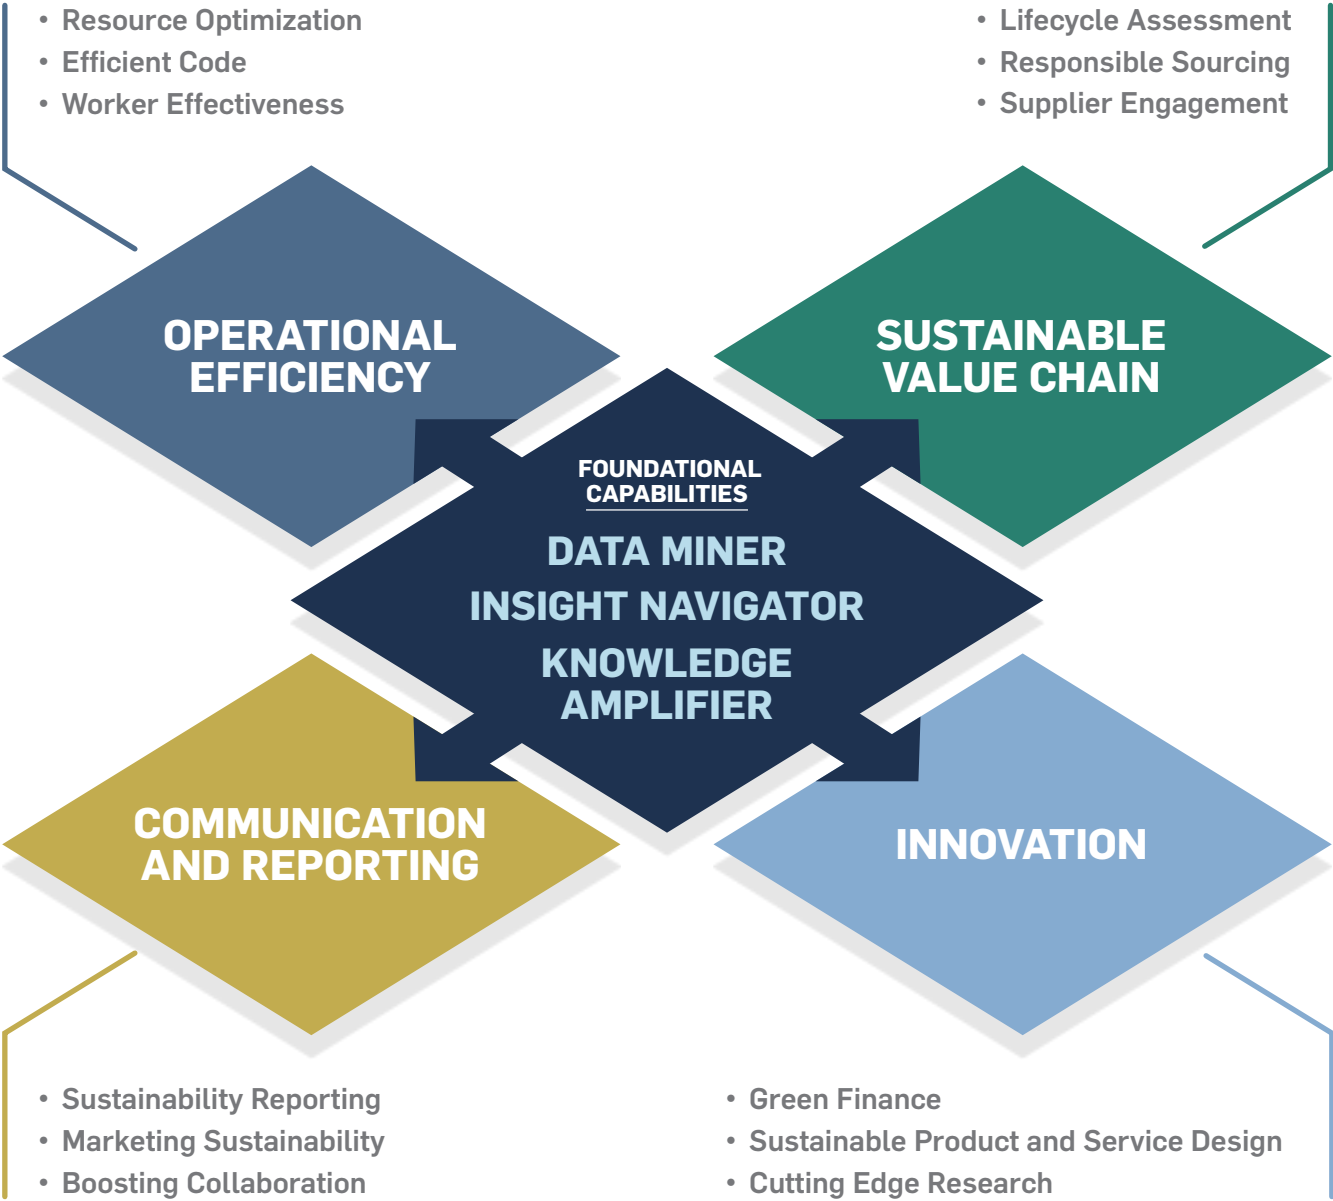 • Resource Optimization
• Efficient Code
• Worker Effectiveness
• Lifecycle Assessment
• Responsible Sourcing
• Supplier Engagement
OPERATIONAL
EFFICIENCY
SUSTAINABLE
VALUE CHAIN
FOUNDATIONAL
CAPABILITIES
DATA MINER
INSIGHT NAVIGATOR
KNOWLEDGE
AMPLIFIER
COMMUNICATION
AND REPORTING
INNOVATION
• Sustainability Reporting
• Marketing Sustainability
• Boosting Collaboration
• Green Finance
• Sustainable Product and Service Design
• Cutting Edge Research